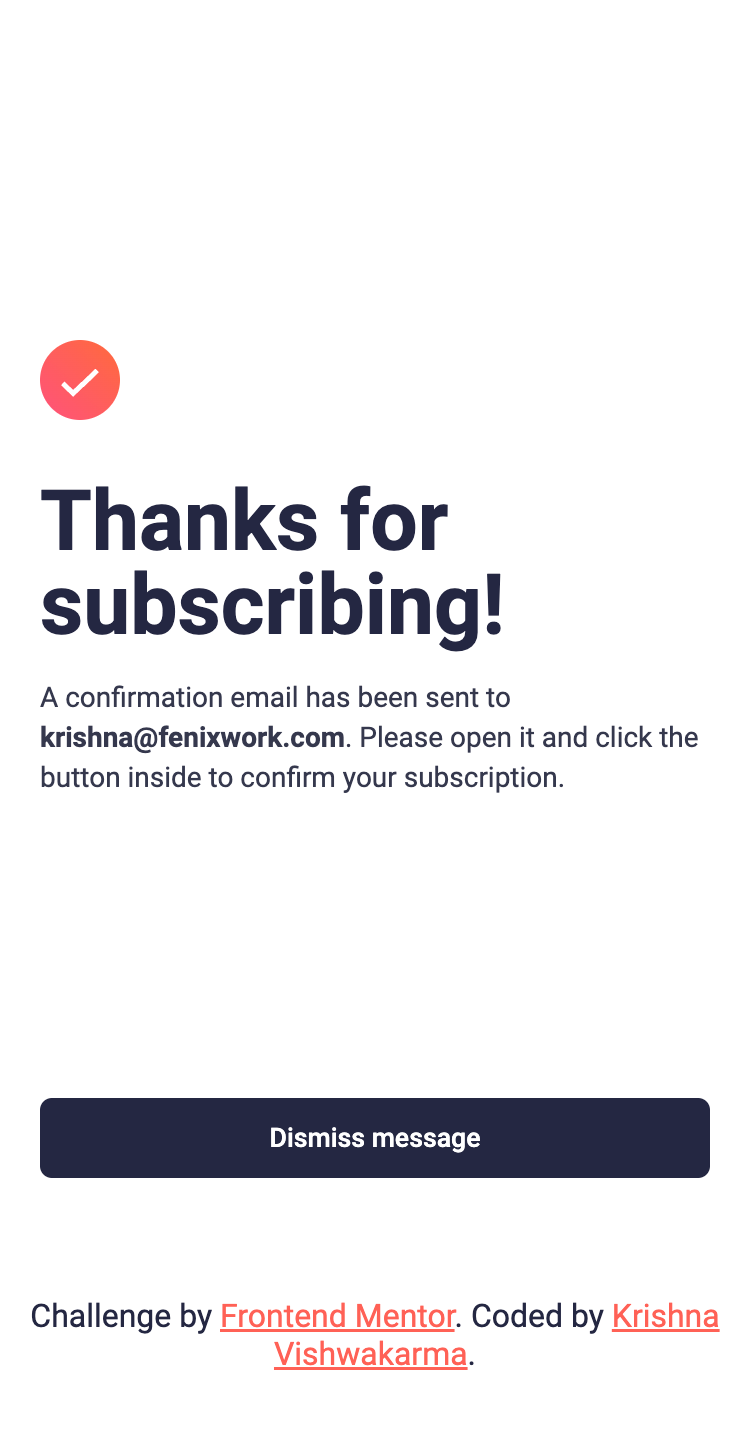 Thanks for
subscribing!
A confirmation email has been sent to
krishna@fenixwork.com. Please open it and click the
button inside to confirm your subscription.
Dismiss message
Challenge by Frontend Mentor. Coded by Krishna
Vishwakarma.